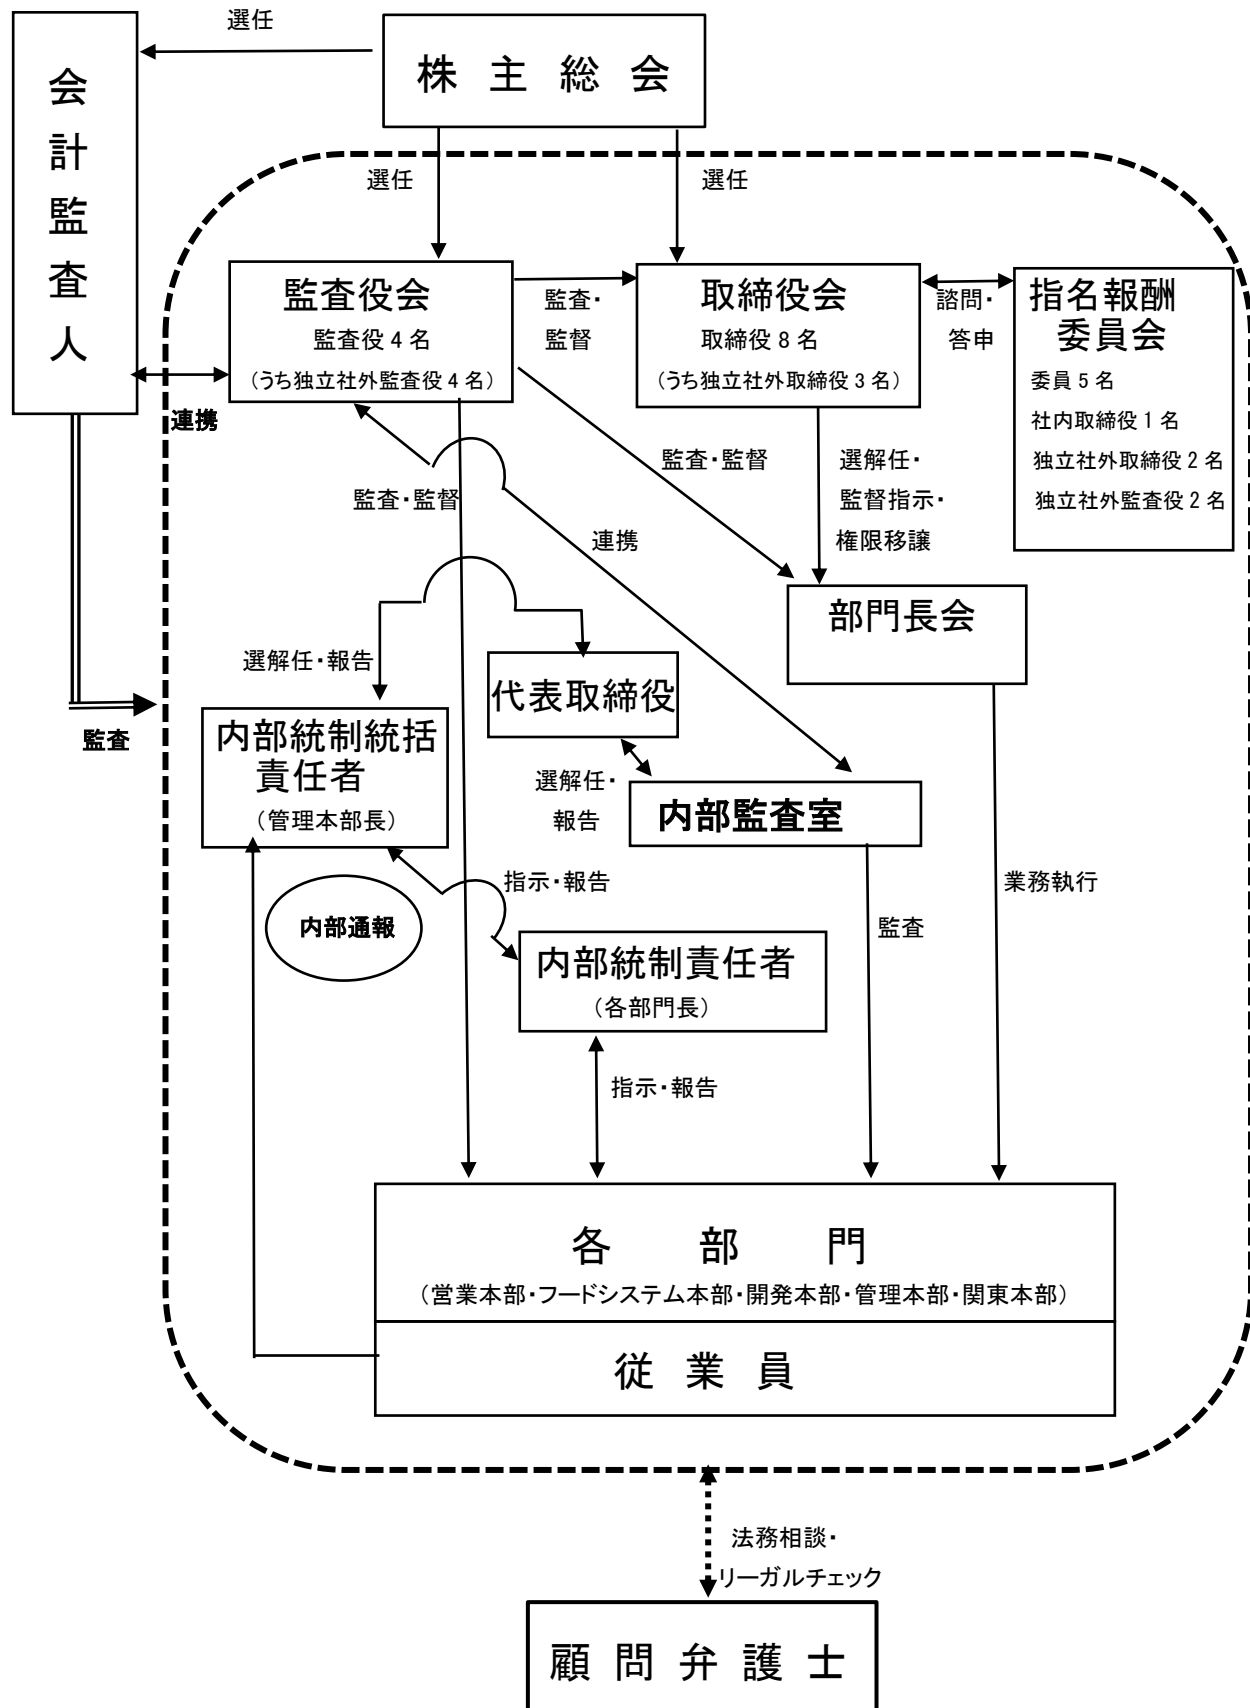 選任
株主総会
会計監査人
選任
選任
監査役会
監査役4名
（うち独立社外監査役4名）
監査・
監督
取締役会
取締役8名
（うち独立社外取締役3名）
諮問・
答申
指名報酬
委員会
委員5名
社内取締役1名
独立社外取締役2名
独立社外監査役2名
連携
監査・監督
監査・監督
選解任・
監督指示・
権限移譲
連携
部門長会
選解任・報告
代表取締役
監査
内部統制統括
責任者
（管理本部長）
選解任・
報告
内部監査室
指示・報告
業務執行
内部通報
監査
内部統制責任者
（各部門長）
指示・報告
各部門
（営業本部・フードシステム本部・開発本部・管理本部・関東本部）
従業員
法務相談・
リーガルチェック
顧問弁護士